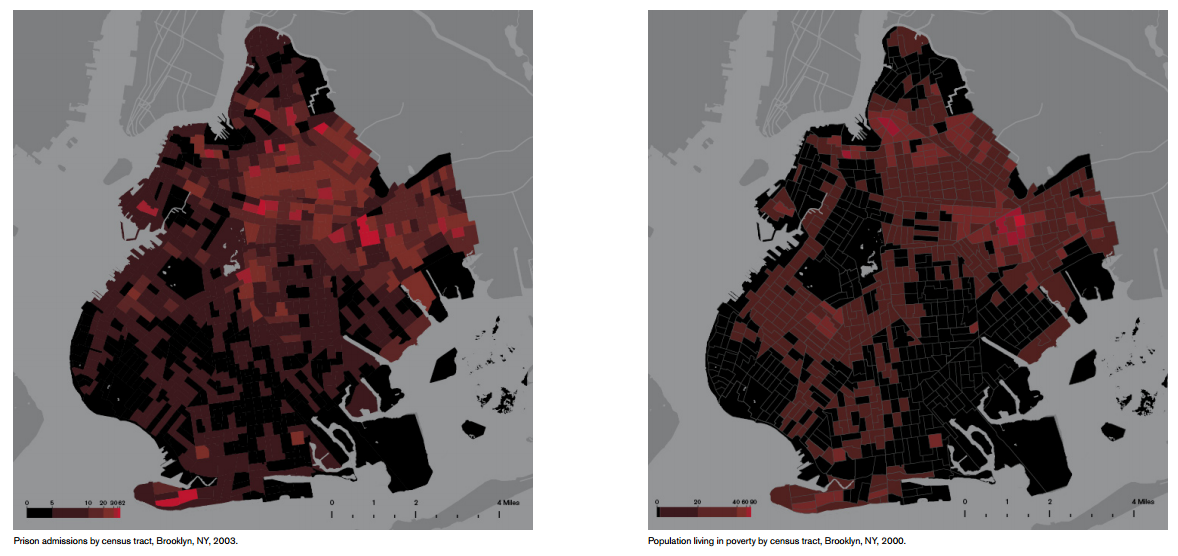 0 5 10 20 30 62
0 1 2 4 Miles
Prison admissions by census tract, Brooklyn, NY, 2003.
0 20 40 60 80
0 1 2 4 Miles
Population living in poverty by census tract, Brooklyn, NY, 2000.